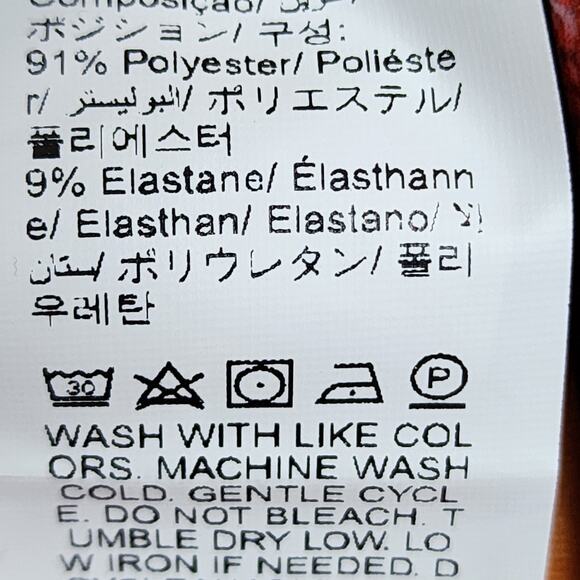 Composição/
ポジション/ 구성:
91% Polyester/ Poliéste
r/ البوليستر/ ポリエステル/
폴리에스터
9% Elastane/ Élasthann
e/ Elasthan/ Elastano/ إلا
ستان/ ポリウレタン/ 폴리
우레탄
30
P
WASH WITH LIKE COL
ORS. MACHINE WASH
COLD. GENTLE CYCL
E. DO NOT BLEACH. T
UMBLE DRY LOW. LO
W IRON IF NEEDED. D